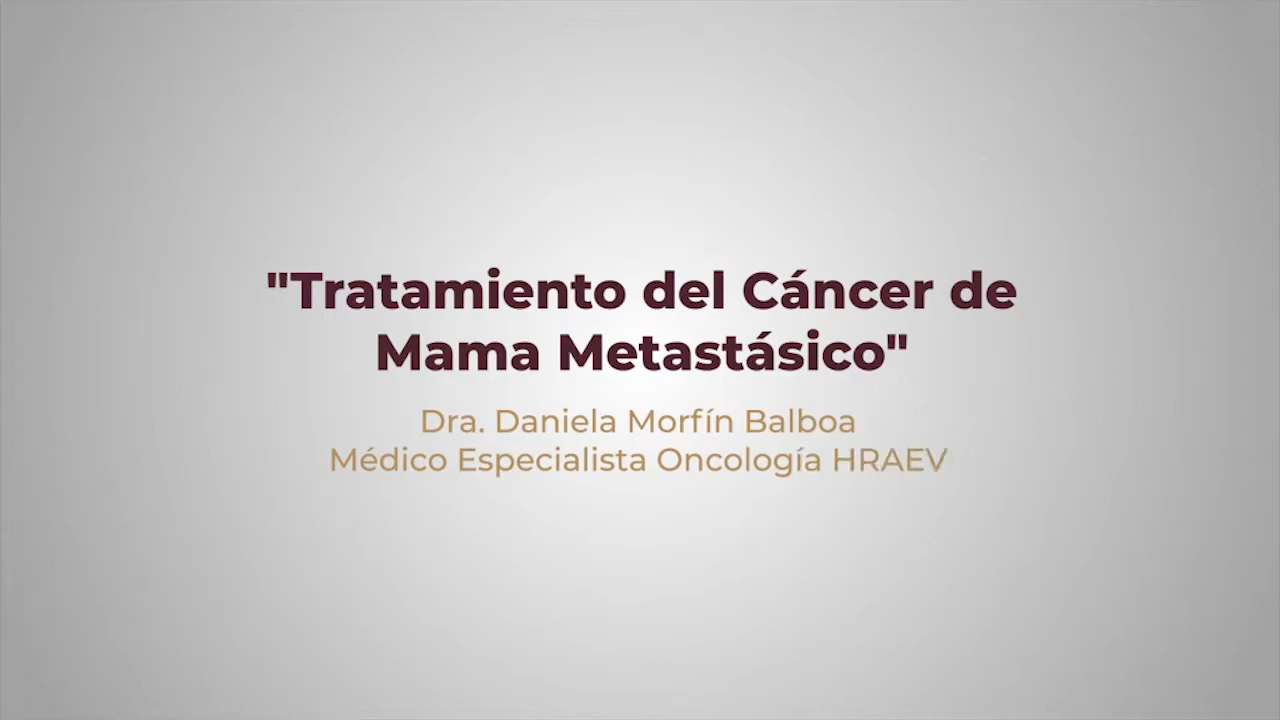 "Tratamiento del Cáncer de
Mama Metastásico"
Dra. Daniela Morfín Balboa
Médico Especialista Oncología HRAEV